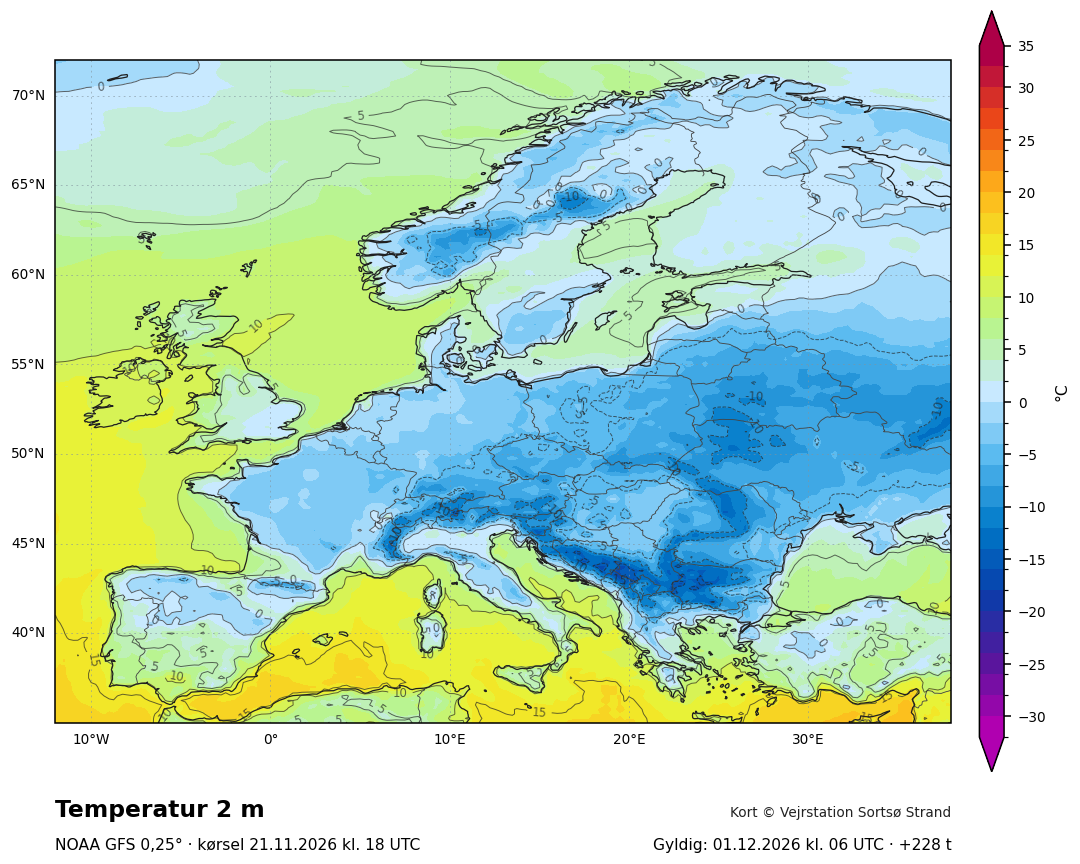 70°N
65°N
60°N
55°N
50°N
45°N
40°N
10°W
0°
10°E
20°E
30°E
35
30
25
20
15
10
5
0
−5
−10
−15
−20
−25
−30
°C
Temperatur 2 m
Kort © Vejrstation Sortsø Strand
NOAA GFS 0,25° · kørsel 21.11.2026 kl. 18 UTC
Gyldig: 01.12.2026 kl. 06 UTC · +228 t